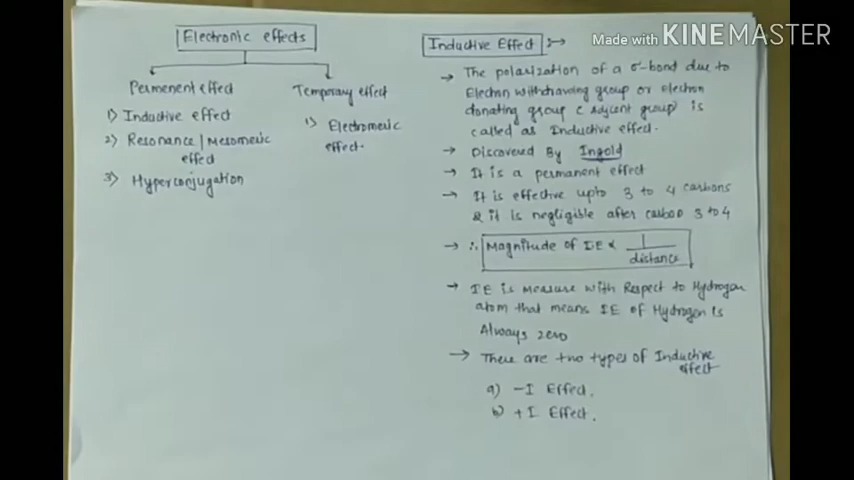 Electronic effects
Permenent effect
1) Inductive effect
2) Resonance | Mesomeric
effect
3) Hyperconjugation
Temporary effect
1) Electromeric
effect.
Inductive Effect :→
Made with KINEMASTER
→ The polarization of a σ-bond due to
Electron withdrawing group or Electron
donating group ( adjcent group) is
called as Inductive effect.
→ Discovered By Ingold
→ It is a permanent effect
→ It is effective upto 3 to 4 carbons
& it is negligible after carbon 3 to 4
→ ∴ Magnitude of IE ∝ 1
distance
→ IE is measure with Respect to Hydrogen
atom that means IE of Hydrogen is
Always zero
→ There are two types of Inductive
effect
a) -I Effect.
b) +I Effect.